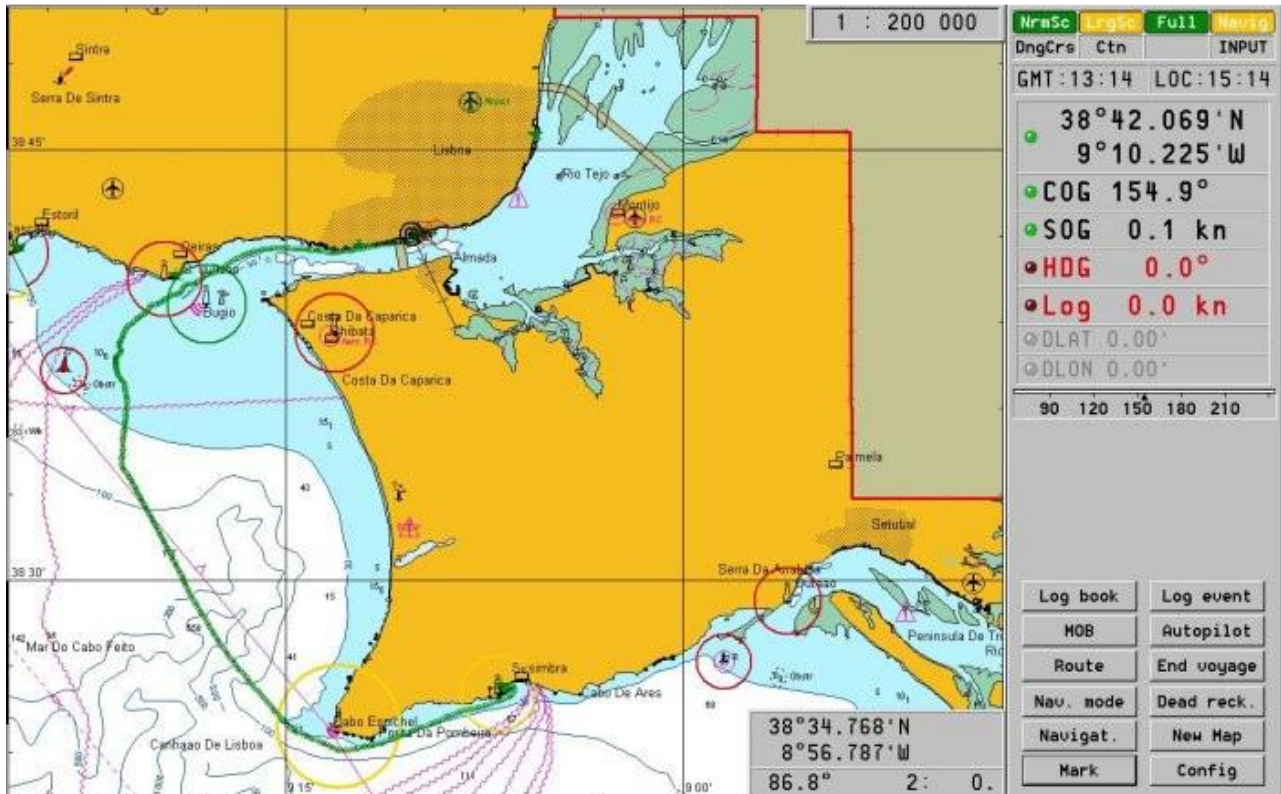 1 : 200 000
NrmSc LrgSc Full Navig
DngCrs Ctn INPUT
GMT:13:14 LOC:15:14
38°42.069'N
9°10.225'W
COG 154.9°
SOG 0.1 kn
HDG 0.0°
Log 0.0 kn
DLAT 0.00'
DLON 0.00'
90 120 150 180 210
Log book Log event
MOB Autopilot
Route End voyage
Nav. mode Dead reck.
Navigat. New Map
Mark Config
Sintra
Serra De Sintra
38 45'
Lisboa
Rio Tejo
Estoril
Montijo
Oeiras
Almada
Bugio
Costa Da Caparica
Chibata
Costa Da Caparica
Obstr
Palmela
Setubal
38 30'
Mar Do Cabo Feito
Cabo De Ares
Obstr
Cabo Espichel
Canhaao De Lisboa
9 15'
9 00'
38°34.768'N
8°56.787'W
86.8° 2: 0.